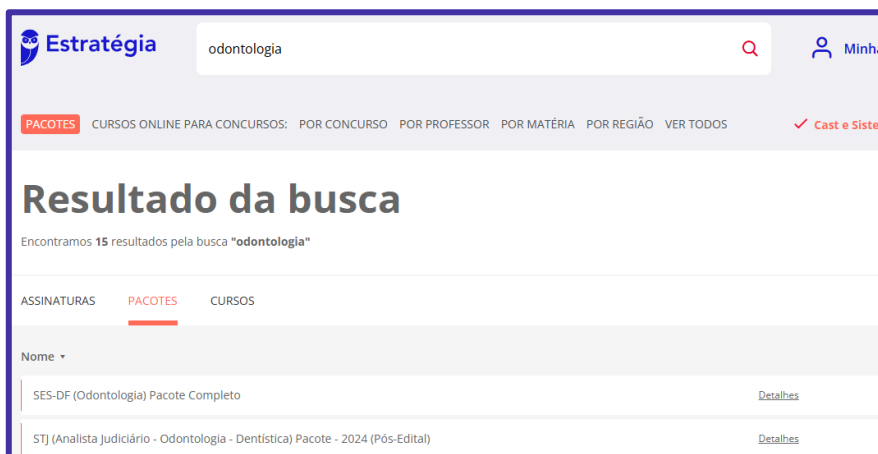 Estratégia
odontologia
Minha
PACOTES CURSOS ONLINE PARA CONCURSOS: POR CONCURSO POR PROFESSOR POR MATÉRIA POR REGIÃO VER TODOS
Cast e Siste
Resultado da busca
Encontramos 15 resultados pela busca "odontologia"
ASSINATURAS PACOTES CURSOS
Nome
SES-DF (Odontologia) Pacote Completo Detalhes
STJ (Analista Judiciário - Odontologia - Dentística) Pacote - 2024 (Pós-Edital) Detalhes